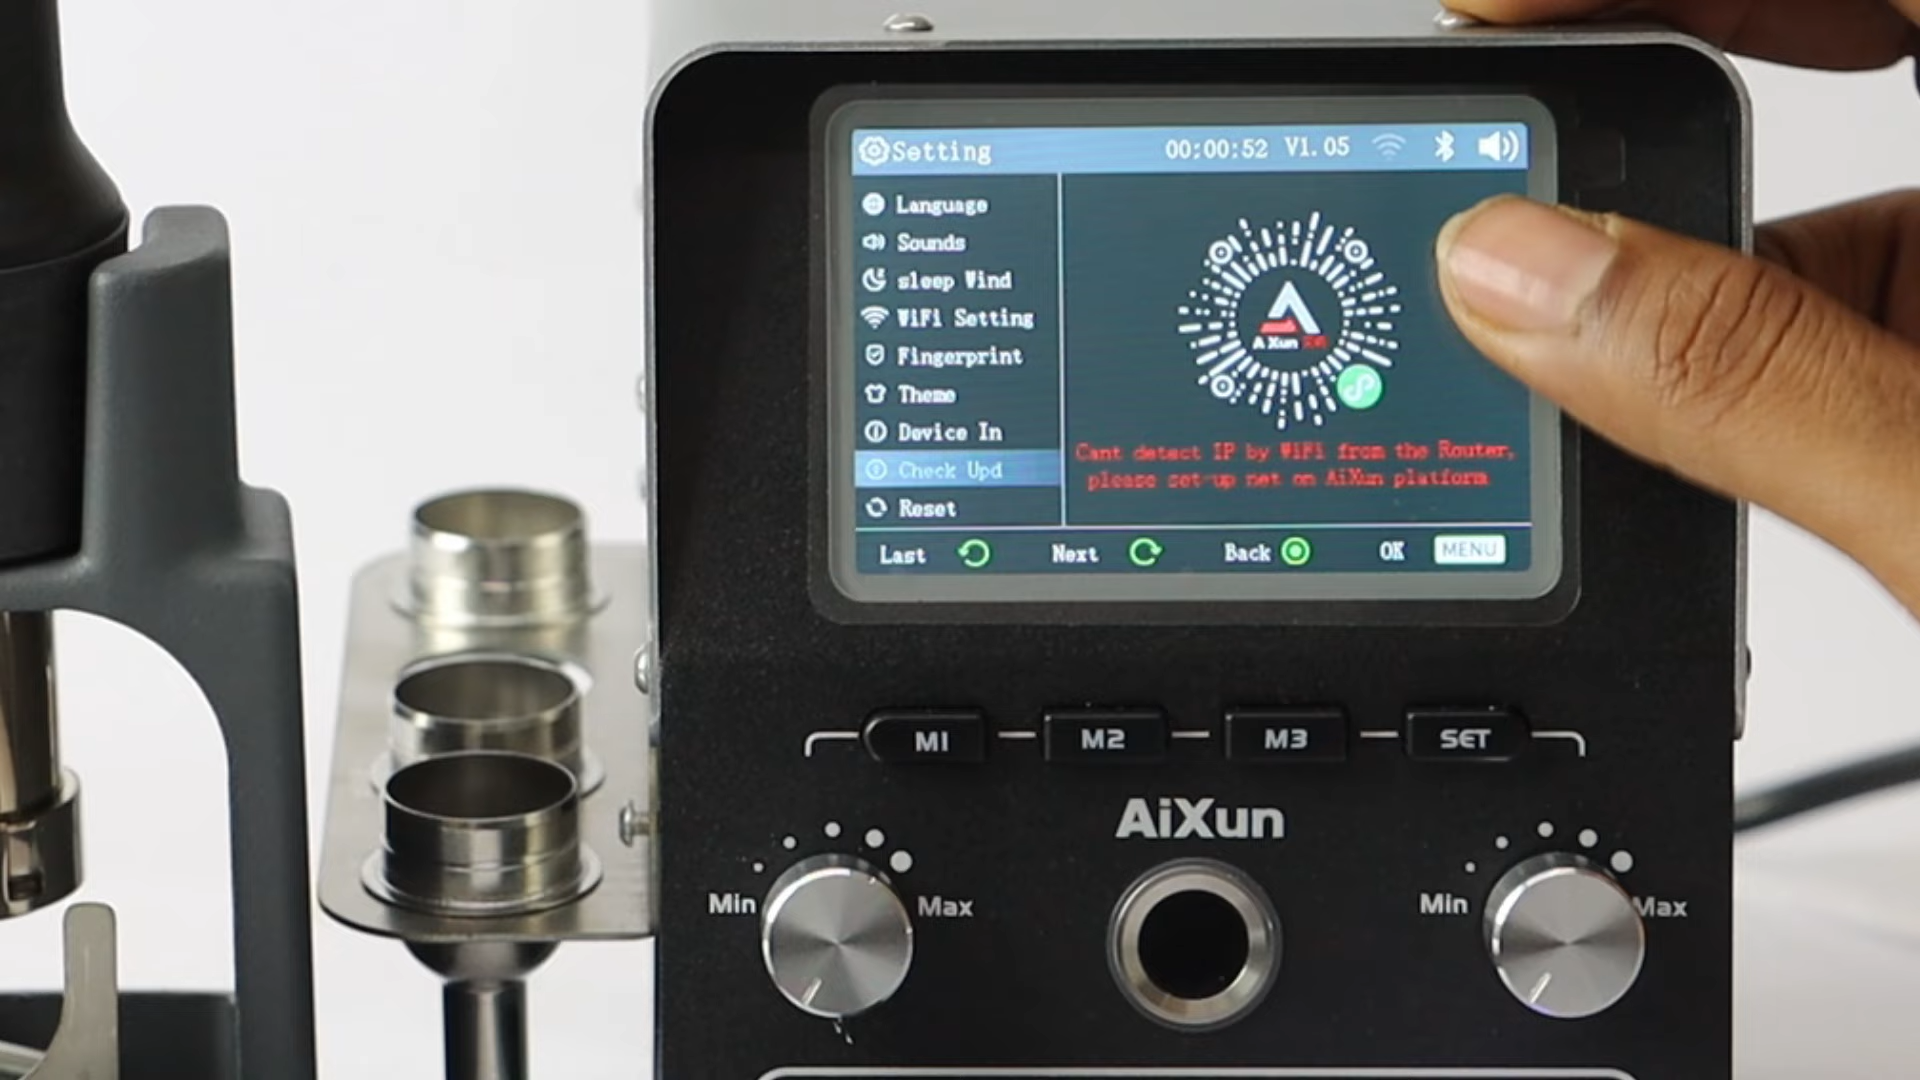 Setting 00:00:52 V1.05
Language
Sounds
sleep Wind
WiFi Setting
Fingerprint
Theme
Device In
Check Upd
Reset
A Xun
Cant detect IP by WiFi from the Router,
please set-up net on AiXun platform
Last Next Back OK MENU
M1 M2 M3 SET
AiXun
Min Max Min Max